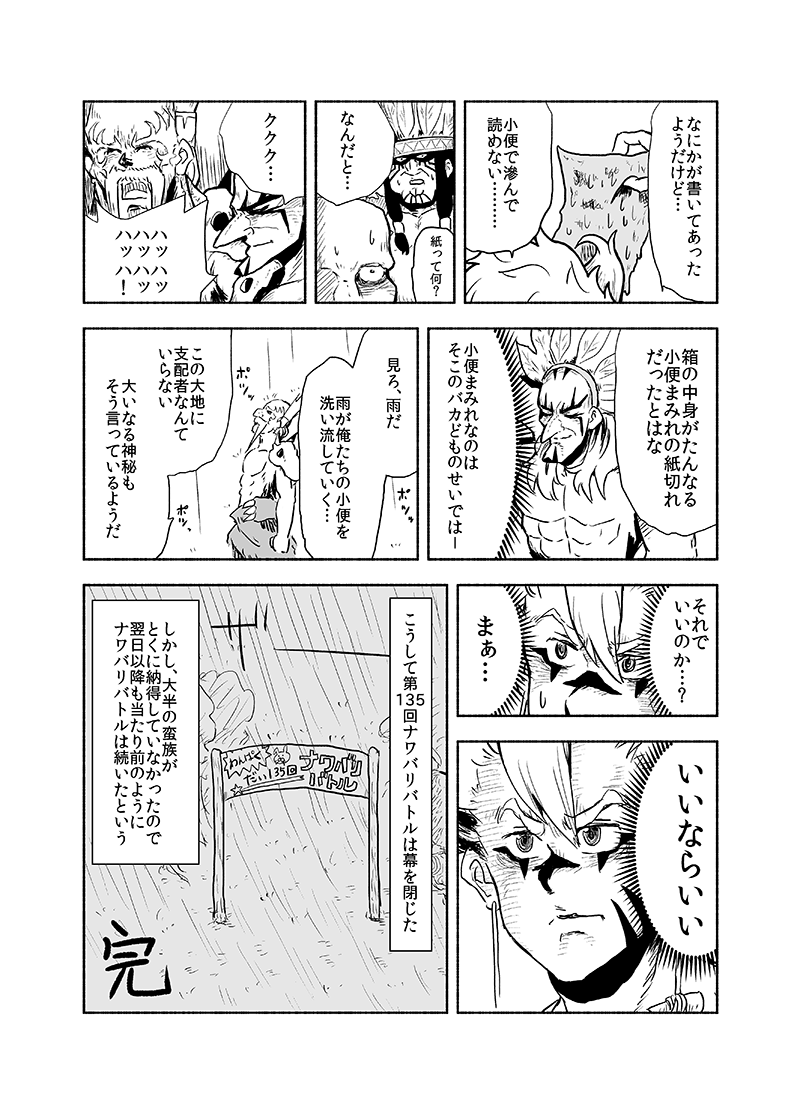 なにかが書いてあった
ようだけど…
小便で滲んで
読めない………
なんだと…
紙って何？
ククク…
ハッハッ
ハッハッ
ハッハ！
箱の中身がたんなる
小便まみれの紙切れ
だったとはな
小便まみれなのは
そこのバカどものせいではー
見ろ、雨だ
雨が俺たちの小便を
洗い流していく…
ポツ、
ポツ、
この大地に
支配者なんて
いらない
大いなる神秘も
そう言っているようだ
ポツ、
それで
いいのか…？
まぁ…
いいならいい
こうして第135回ナワバリバトルは幕を閉じた
ザーッ
わんぱく
だい135回
ナワバリ
バトル
しかし、大半の蛮族が
とくに納得していなかったので
翌日以降も当たり前のように
ナワバリバトルは続いたという
完